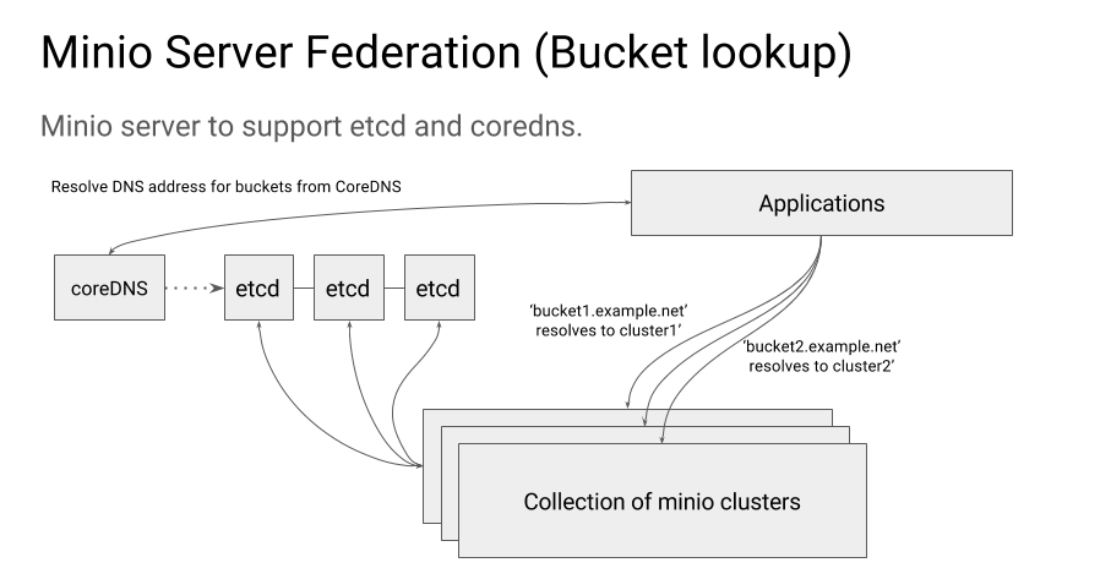 Minio Server Federation (Bucket lookup)
Minio server to support etcd and coredns.
Resolve DNS address for buckets from CoreDNS
Applications
coreDNS
etcd
etcd
etcd
‘bucket1.example.net’
resolves to cluster1’
‘bucket2.example.net’
resolves to cluster2’
Collection of minio clusters